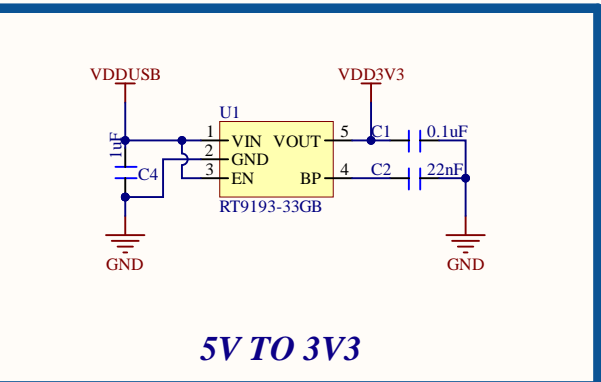 VDDUSB
VDD3V3
U1
1 VIN VOUT 5 C1 0.1uF
1uF
2 GND
C4
3 EN BP 4 C2 22nF
RT9193-33GB
GND
GND
5V TO 3V3